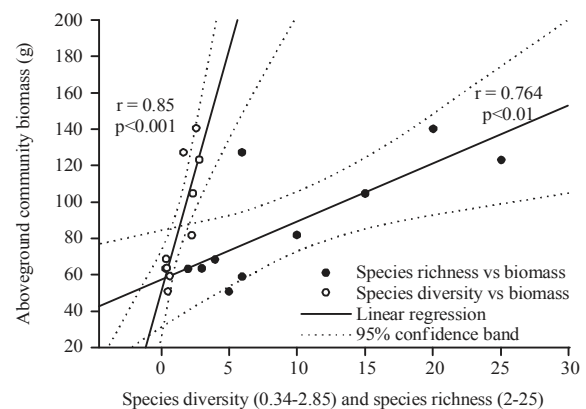 Aboveground community biomass (g)
200
180
160
140
120
100
80
60
40
20
r = 0.85
p<0.001
r = 0.764
p<0.01
Species richness vs biomass
Species diversity vs biomass
Linear regression
95% confidence band
0 5 10 15 20 25 30
Species diversity (0.34-2.85) and species richness (2-25)